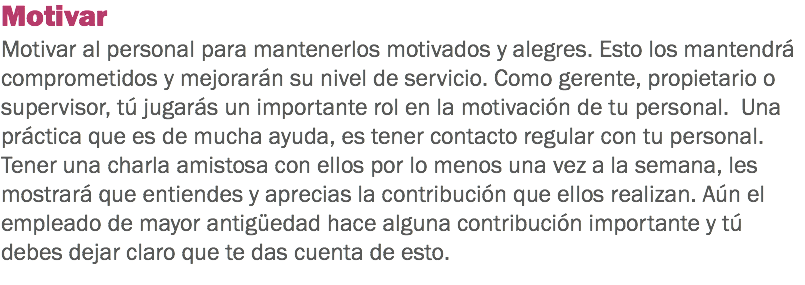 Motivar
Motivar al personal para mantenerlos motivados y alegres. Esto los mantendrá
comprometidos y mejorarán su nivel de servicio. Como gerente, propietario o
supervisor, tú jugarás un importante rol en la motivación de tu personal.  Una
práctica que es de mucha ayuda, es tener contacto regular con tu personal.
Tener una charla amistosa con ellos por lo menos una vez a la semana, les
mostrará que entiendes y aprecias la contribución que ellos realizan. Aún el
empleado de mayor antigüedad hace alguna contribución importante y tú
debes dejar claro que te das cuenta de esto.